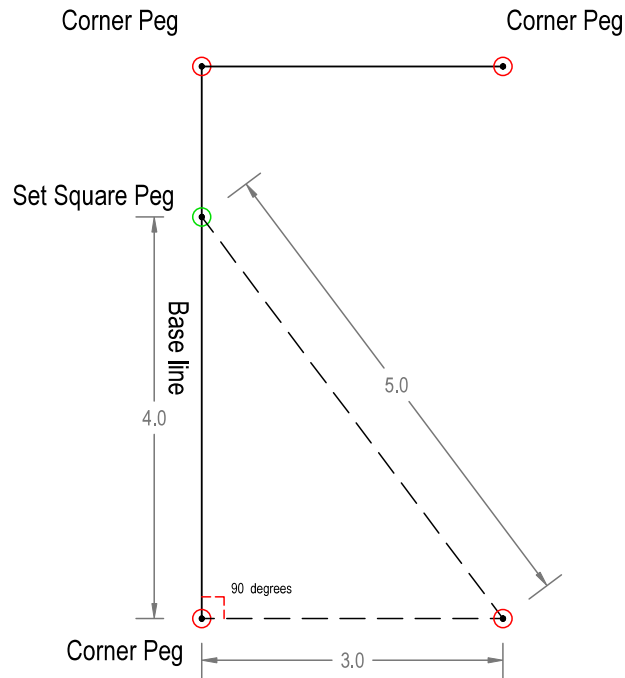 Corner Peg
Corner Peg
Set Square Peg
Base line
5.0
4.0
90 degrees
Corner Peg
3.0